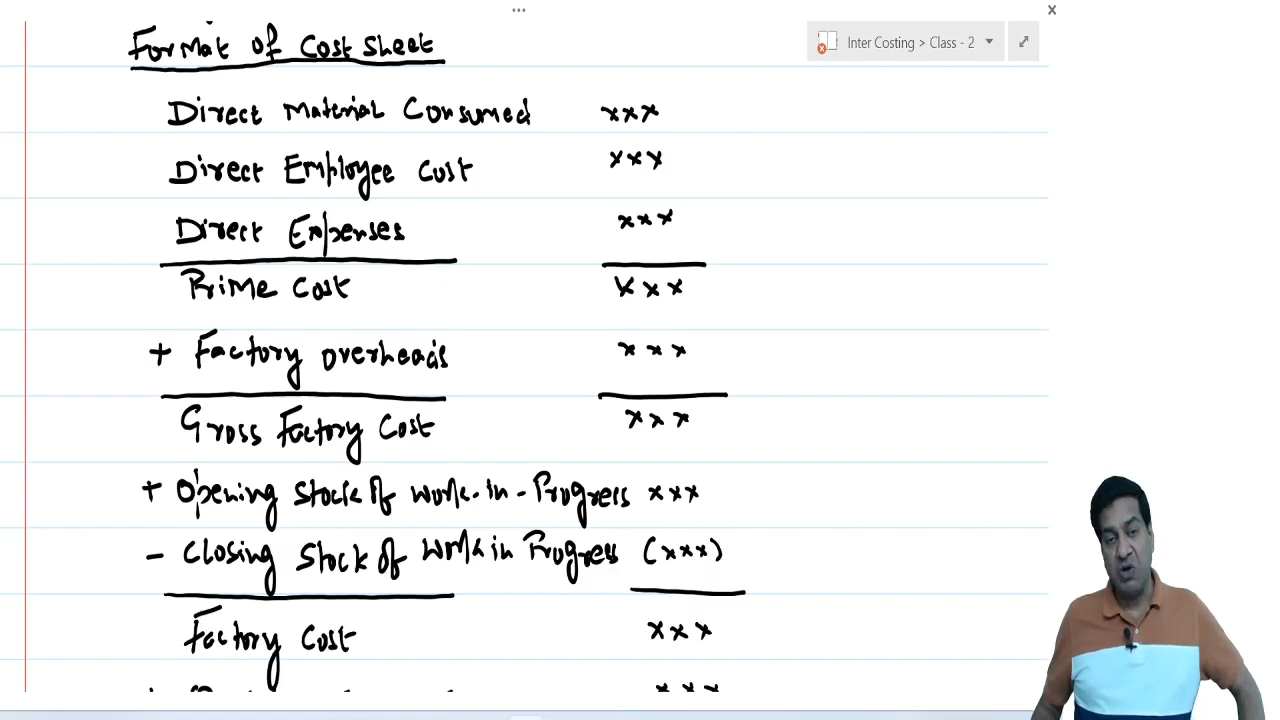 Format of Cost Sheet
Inter Costing > Class - 2
Direct Material Consumed xxx
Direct Employee Cost xxx
Direct Expenses xxx
Prime Cost xxx
+ Factory overheads xxx
Gross Factory Cost xxx
+ Opening Stock of work-in-Progress xxx
- Closing Stock of work in Progress (xxx)
Factory Cost xxx
xxx